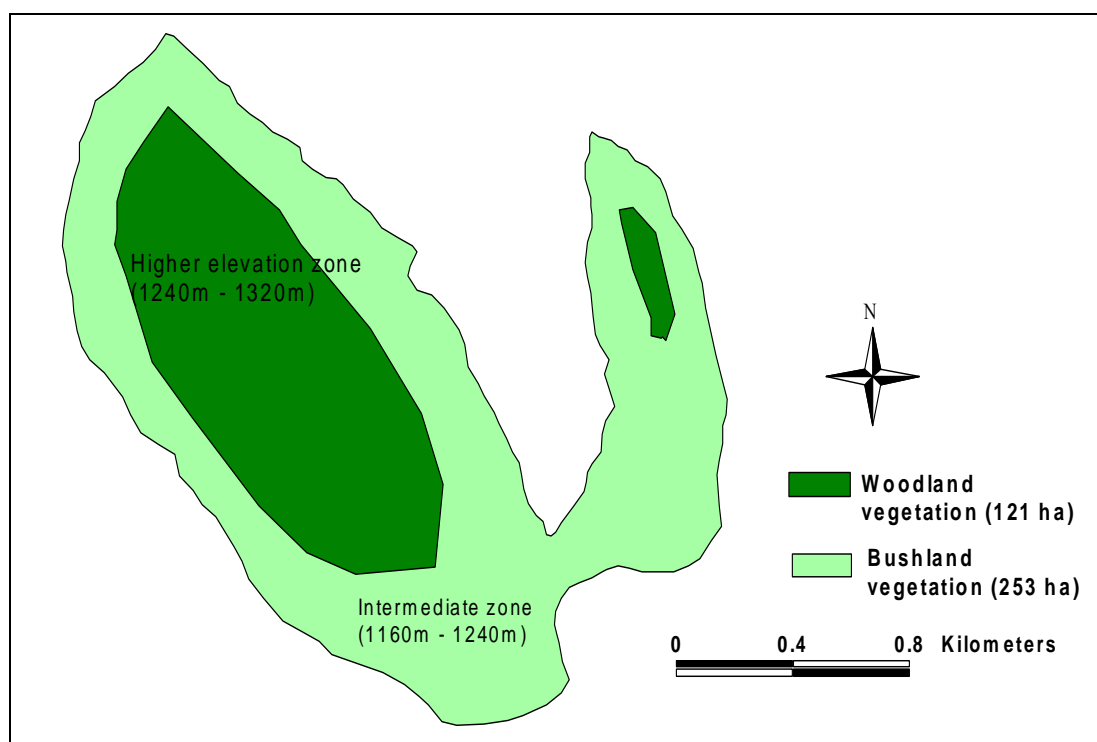 Higher elevation zone
(1240m - 1320m)
N
Woodland
vegetation (121 ha)
Bushland
vegetation (253 ha)
Intermediate zone
(1160m - 1240m)
0 0.4 0.8 Kilometers